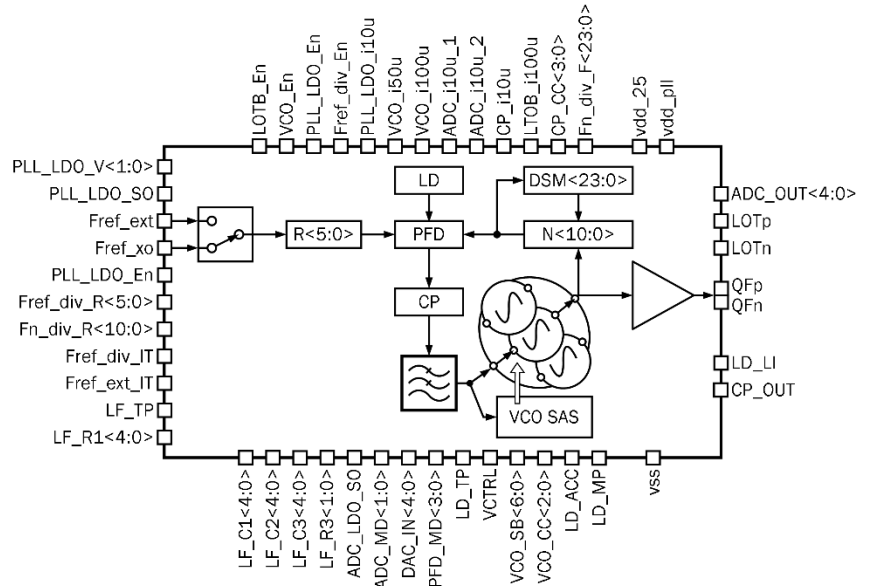 LOTB_En
VCO_En
PLL_LDO_En
Fref_div_En
PLL_LDO_i10u
VCO_i50u
VCO_i100u
ADC_i10u_1
ADC_i10u_2
CP_i10u
LTOB_i100u
CP_CC<3:0>
Fn_div_F<23:0>
vdd_25
vdd_pll
PLL_LDO_V<1:0>
PLL_LDO_SO
Fref_ext
Fref_xo
PLL_LDO_En
Fref_div_R<5:0>
Fn_div_R<10:0>
Fref_div_IT
Fref_ext_IT
LF_TP
LF_R1<4:0>
LD
DSM<23:0>
R<5:0>
PFD
N<10:0>
CP
VCO SAS
ADC_OUT<4:0>
LOTp
LOTn
QFp
QFn
LD_LI
CP_OUT
LF_C1<4:0>
LF_C2<4:0>
LF_C3<4:0>
LF_R3<1:0>
ADC_LDO_SO
ADC_MD<1:0>
DAC_IN<4:0>
PFD_MD<3:0>
LD_TP
VCTRL
VCO_SB<6:0>
VCO_CC<2:0>
LD_ACC
LD_MP
vss